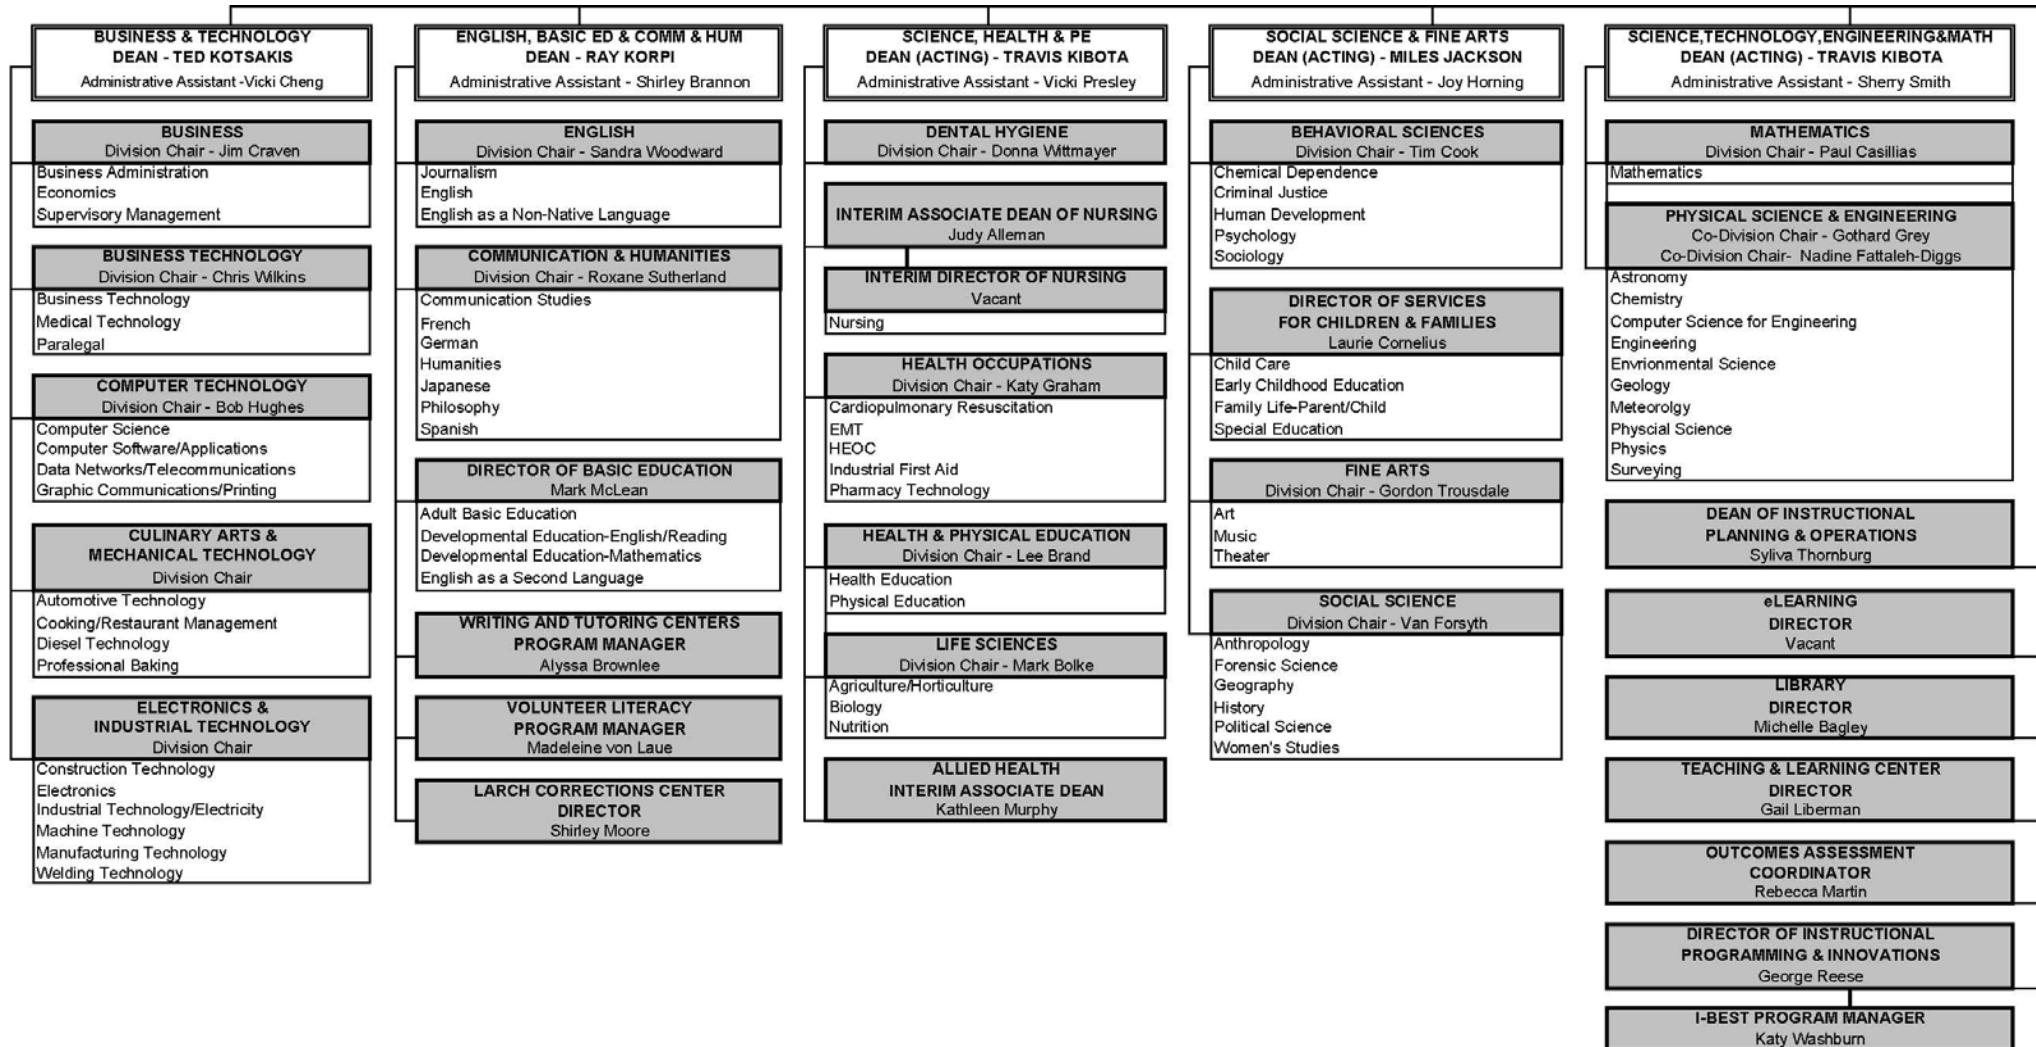 BUSINESS & TECHNOLOGY
DEAN - TED KOTSAKIS
Administrative Assistant -Vicki Cheng
BUSINESS
Division Chair - Jim Craven
Business Administration
Economics
Supervisory Management
BUSINESS TECHNOLOGY
Division Chair - Chris Wilkins
Business Technology
Medical Technology
Paralegal
COMPUTER TECHNOLOGY
Division Chair - Bob Hughes
Computer Science
Computer Software/Applications
Data Networks/Telecommunications
Graphic Communications/Printing
CULINARY ARTS &
MECHANICAL TECHNOLOGY
Division Chair
Automotive Technology
Cooking/Restaurant Management
Diesel Technology
Professional Baking
ELECTRONICS &
INDUSTRIAL TECHNOLOGY
Division Chair
Construction Technology
Electronics
Industrial Technology/Electricity
Machine Technology
Manufacturing Technology
Welding Technology
ENGLISH, BASIC ED & COMM & HUM
DEAN - RAY KORPI
Administrative Assistant - Shirley Brannon
ENGLISH
Division Chair - Sandra Woodward
Journalism
English
English as a Non-Native Language
COMMUNICATION & HUMANITIES
Division Chair - Roxane Sutherland
Communication Studies
French
German
Humanities
Japanese
Philosophy
Spanish
DIRECTOR OF BASIC EDUCATION
Mark McLean
Adult Basic Education
Developmental Education-English/Reading
Developmental Education-Mathematics
English as a Second Language
WRITING AND TUTORING CENTERS
PROGRAM MANAGER
Alyssa Brownlee
VOLUNTEER LITERACY
PROGRAM MANAGER
Madeleine von Laue
LARCH CORRECTIONS CENTER
DIRECTOR
Shirley Moore
SCIENCE, HEALTH & PE
DEAN (ACTING) - TRAVIS KIBOTA
Administrative Assistant - Vicki Presley
DENTAL HYGIENE
Division Chair - Donna Wittmayer
INTERIM ASSOCIATE DEAN OF NURSING
Judy Alleman
INTERIM DIRECTOR OF NURSING
Vacant
Nursing
HEALTH OCCUPATIONS
Division Chair - Katy Graham
Cardiopulmonary Resuscitation
EMT
HEOC
Industrial First Aid
Pharmacy Technology
HEALTH & PHYSICAL EDUCATION
Division Chair - Lee Brand
Health Education
Physical Education
LIFE SCIENCES
Division Chair - Mark Bolke
Agriculture/Horticulture
Biology
Nutrition
ALLIED HEALTH
INTERIM ASSOCIATE DEAN
Kathleen Murphy
SOCIAL SCIENCE & FINE ARTS
DEAN (ACTING) - MILES JACKSON
Administrative Assistant - Joy Horning
BEHAVIORAL SCIENCES
Division Chair - Tim Cook
Chemical Dependence
Criminal Justice
Human Development
Psychology
Sociology
DIRECTOR OF SERVICES
FOR CHILDREN & FAMILIES
Laurie Cornelius
Child Care
Early Childhood Education
Family Life-Parent/Child
Special Education
FINE ARTS
Division Chair - Gordon Trousdale
Art
Music
Theater
SOCIAL SCIENCE
Division Chair - Van Forsyth
Anthropology
Forensic Science
Geography
History
Political Science
Women's Studies
SCIENCE,TECHNOLOGY,ENGINEERING&MATH
DEAN (ACTING) - TRAVIS KIBOTA
Administrative Assistant - Sherry Smith
MATHEMATICS
Division Chair - Paul Casillias
Mathematics
PHYSICAL SCIENCE & ENGINEERING
Co-Division Chair - Gothard Grey
Co-Division Chair- Nadine Fattaleh-Diggs
Astronomy
Chemistry
Computer Science for Engineering
Engineering
Envrionmental Science
Geology
Meteorolgy
Physcial Science
Physics
Surveying
DEAN OF INSTRUCTIONAL
PLANNING & OPERATIONS
Syliva Thornburg
eLEARNING
DIRECTOR
Vacant
LIBRARY
DIRECTOR
Michelle Bagley
TEACHING & LEARNING CENTER
DIRECTOR
Gail Liberman
OUTCOMES ASSESSMENT
COORDINATOR
Rebecca Martin
DIRECTOR OF INSTRUCTIONAL
PROGRAMMING & INNOVATIONS
George Reese
I-BEST PROGRAM MANAGER
Katy Washburn